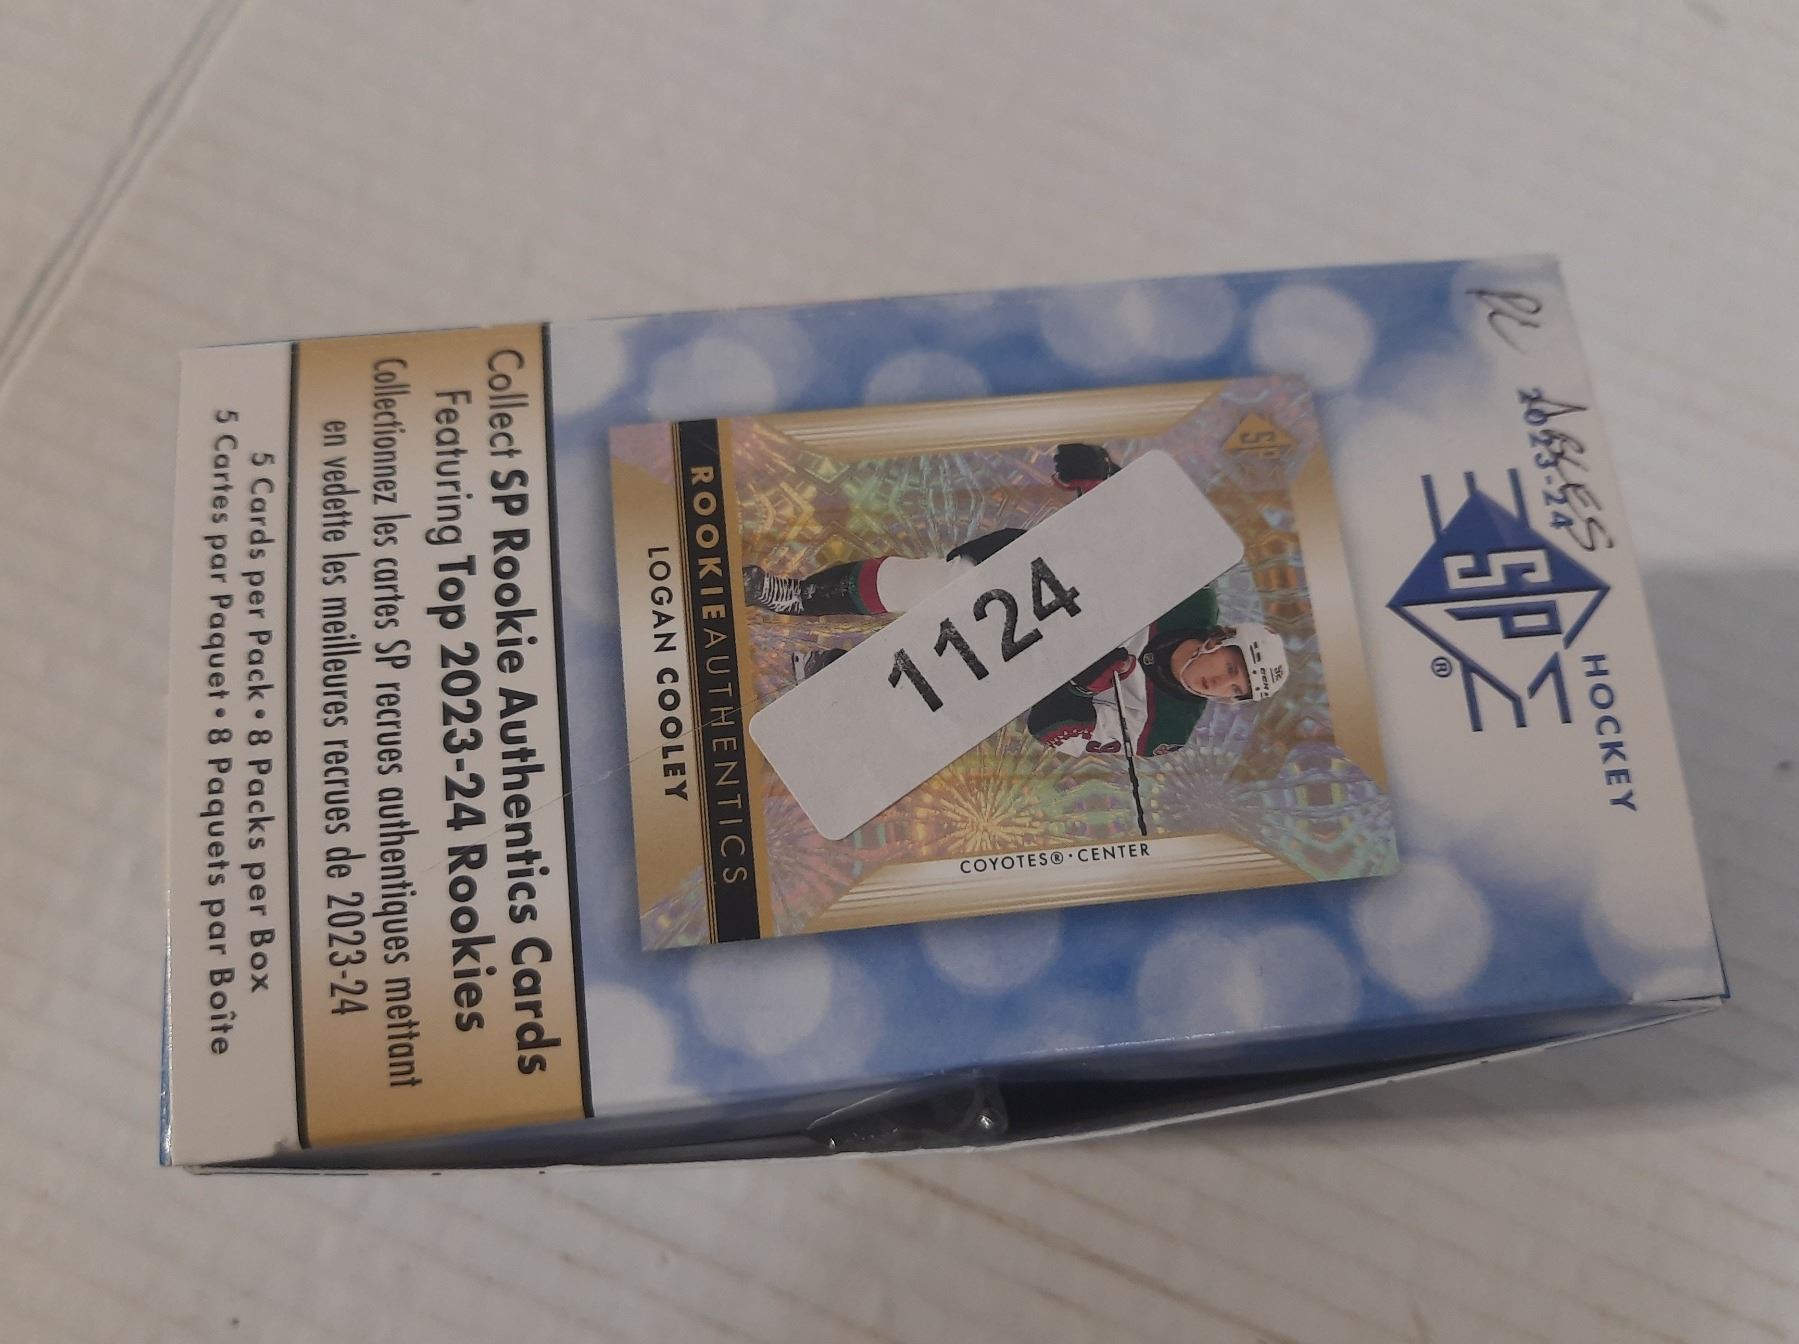 2023-24
SP
®
HOCKEY
SP
1124
COYOTES® • CENTER
ROOKIE AUTHENTICS
LOGAN COOLEY
Collect SP Rookie Authentics Cards
Featuring Top 2023-24 Rookies
Collectionnez les cartes SP recrues authentiques mettant
en vedette les meilleures recrues de 2023-24
5 Cards per Pack • 8 Packs per Box
5 Cartes par Paquet • 8 Paquets par Boîte